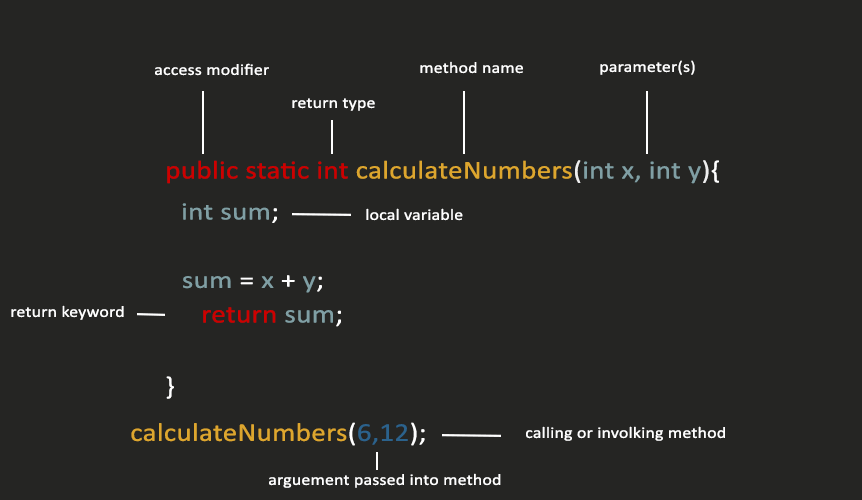 access modifier
method name
parameter(s)
return type
public static int calculateNumbers(int x, int y){
int sum;
local variable
sum = x + y;
return keyword
return sum;
}
calculateNumbers(6,12);
calling or involking method
arguement passed into method